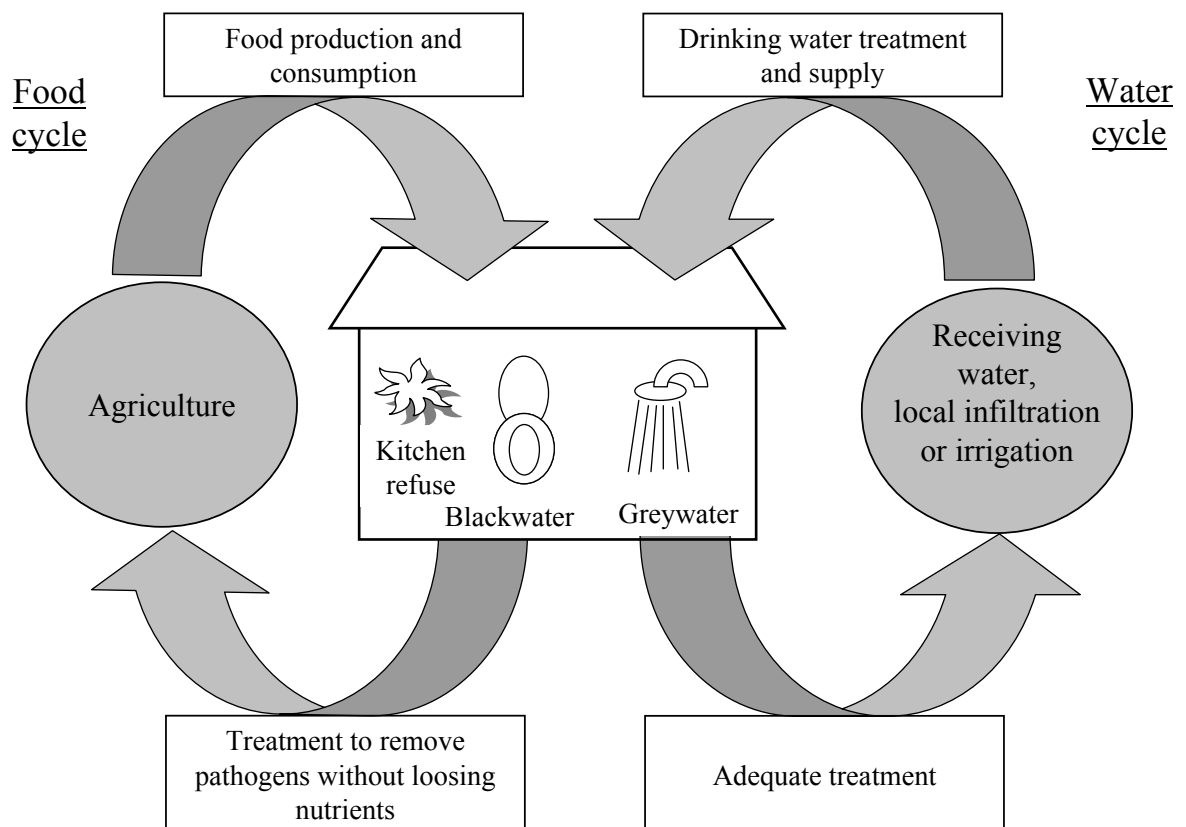 Food production and
consumption
Drinking water treatment
and supply
Food
cycle
Water
cycle
Agriculture
Kitchen
refuse
Blackwater
Greywater
Receiving
water,
local infiltration
or irrigation
Treatment to remove
pathogens without loosing
nutrients
Adequate treatment